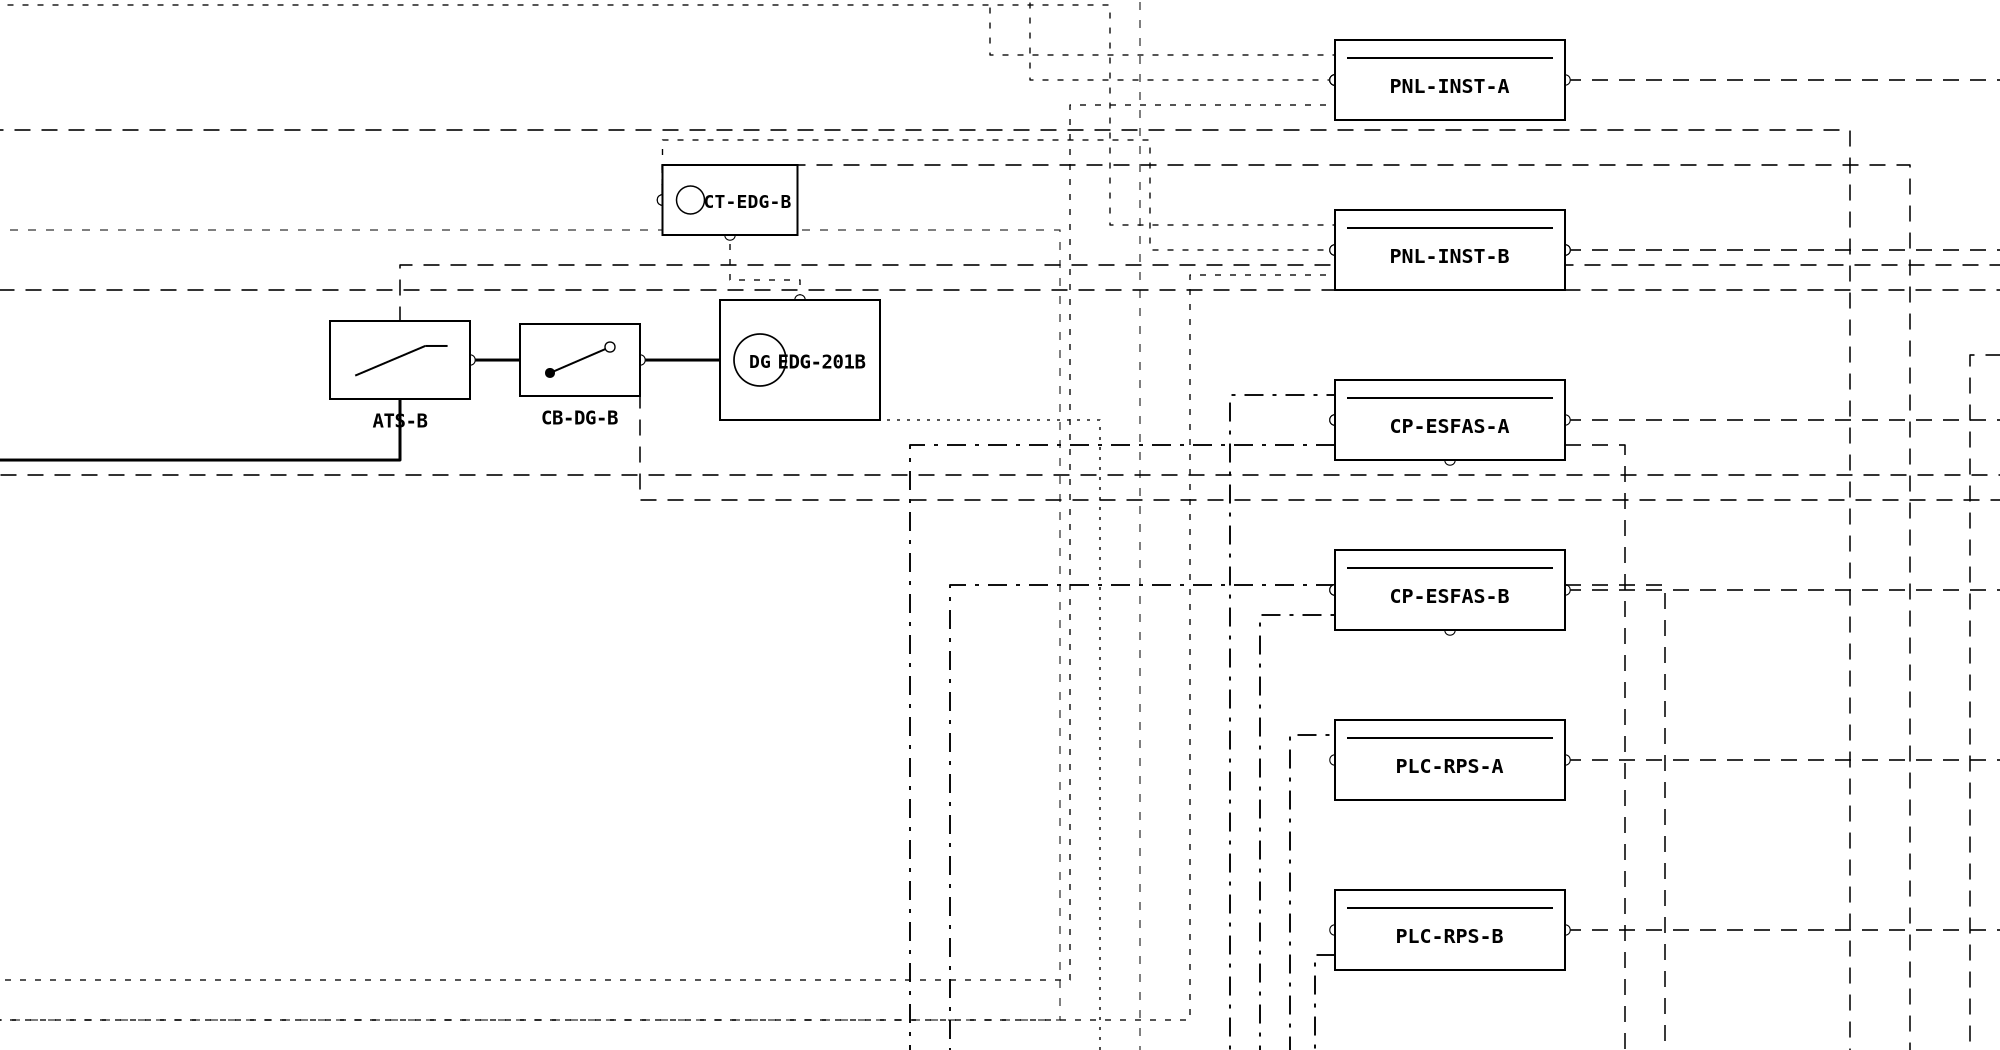 PNL-INST-A
CT-EDG-B
PNL-INST-B
DG EDG-201B
ATS-B
CB-DG-B
CP-ESFAS-A
CP-ESFAS-B
PLC-RPS-A
PLC-RPS-B